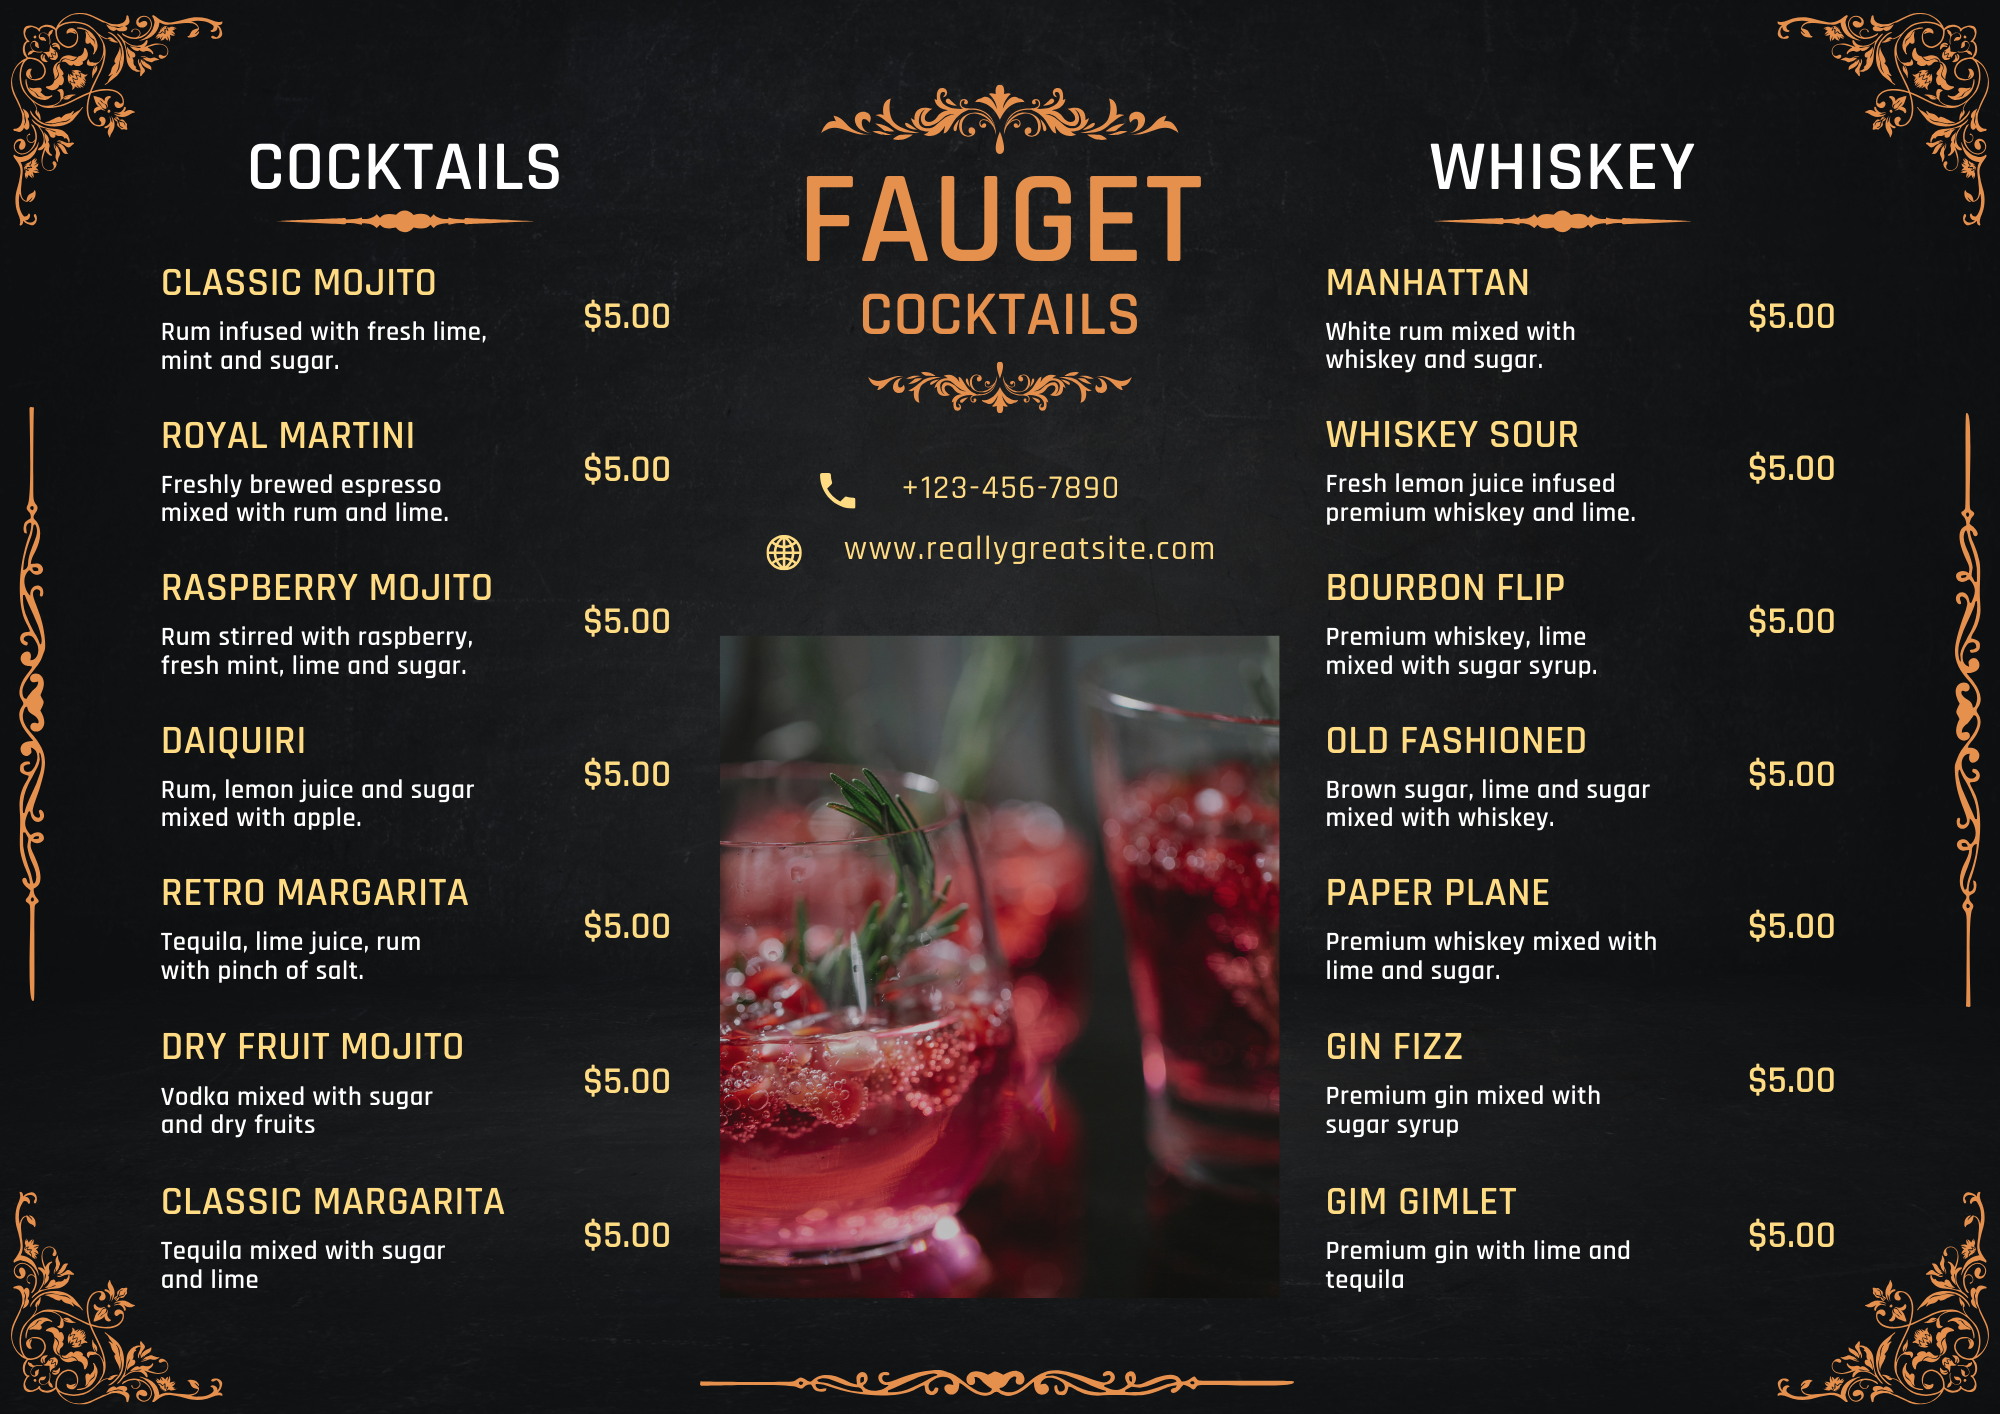 COCKTAILS
CLASSIC MOJITO
Rum infused with fresh lime,
mint and sugar.
$5.00
ROYAL MARTINI
Freshly brewed espresso
mixed with rum and lime.
$5.00
RASPBERRY MOJITO
Rum stirred with raspberry,
fresh mint, lime and sugar.
$5.00
DAIQUIRI
Rum, lemon juice and sugar
mixed with apple.
$5.00
RETRO MARGARITA
Tequila, lime juice, rum
with pinch of salt.
$5.00
DRY FRUIT MOJITO
Vodka mixed with sugar
and dry fruits
$5.00
CLASSIC MARGARITA
Tequila mixed with sugar
and lime
$5.00
FAUGET
COCKTAILS
+123-456-7890
www.reallygreatsite.com
WHISKEY
MANHATTAN
White rum mixed with
whiskey and sugar.
$5.00
WHISKEY SOUR
Fresh lemon juice infused
premium whiskey and lime.
$5.00
BOURBON FLIP
Premium whiskey, lime
mixed with sugar syrup.
$5.00
OLD FASHIONED
Brown sugar, lime and sugar
mixed with whiskey.
$5.00
PAPER PLANE
Premium whiskey mixed with
lime and sugar.
$5.00
GIN FIZZ
Premium gin mixed with
sugar syrup
$5.00
GIM GIMLET
Premium gin with lime and
tequila
$5.00